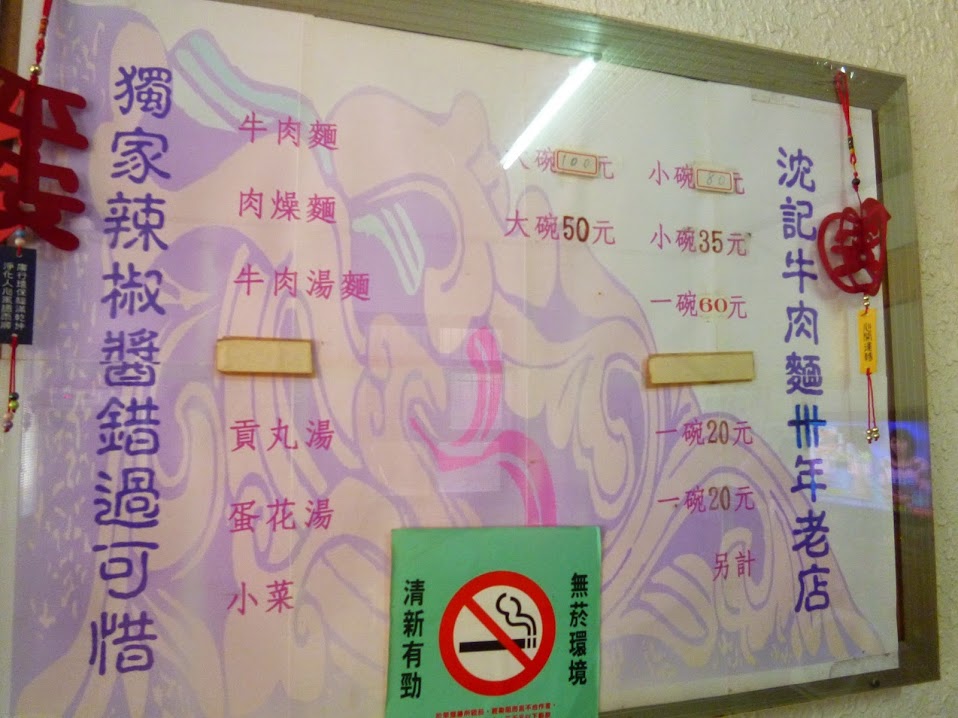 沈記牛肉麵卅年老店
牛肉麵 大碗100元 小碗80元
肉燥麵 大碗50元 小碗35元
牛肉湯麵 一碗60元
貢丸湯 一碗20元
蛋花湯 一碗20元
小菜 另計
獨家辣椒醬錯過可惜
無菸環境
清新有勁
平安